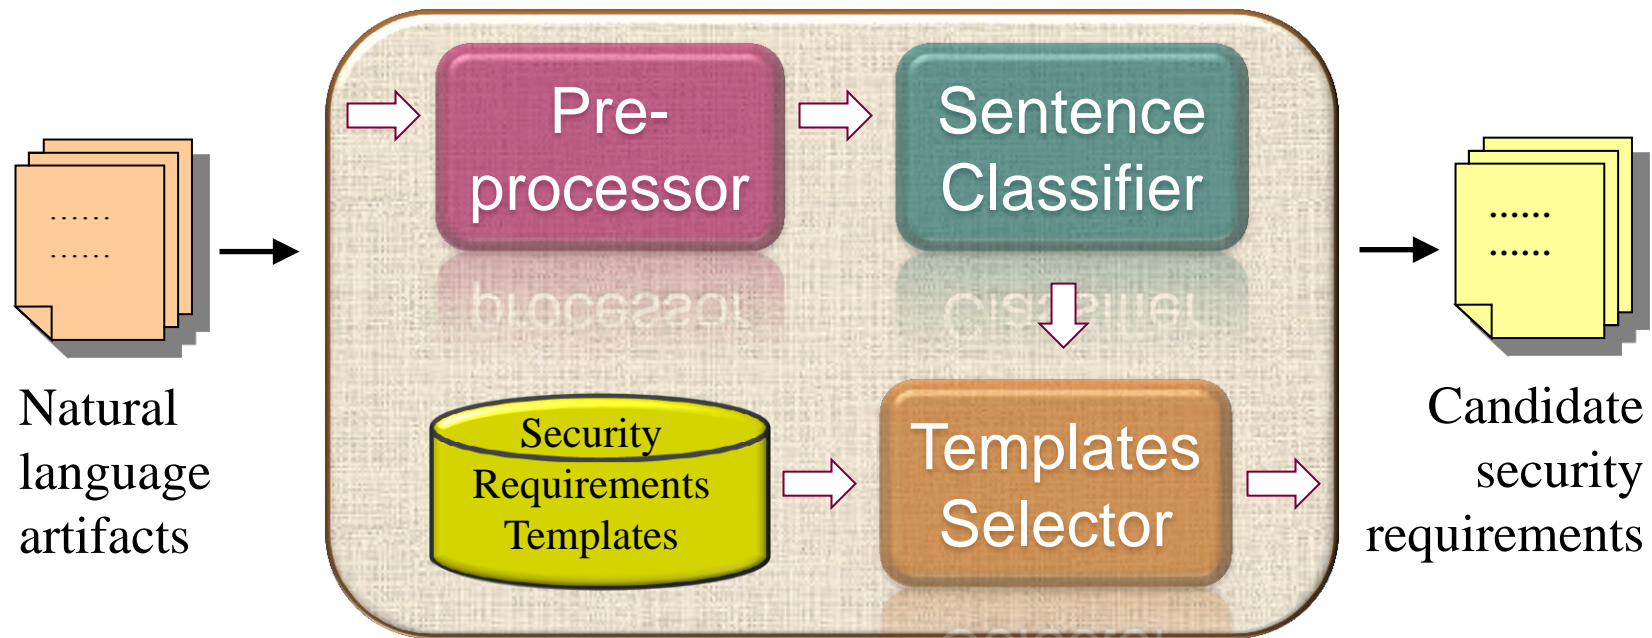 Pre-
processor
Sentence
Classifier
......
......
Natural
language
artifacts
Security
Requirements
Templates
Templates
Selector
......
......
Candidate
security
requirements